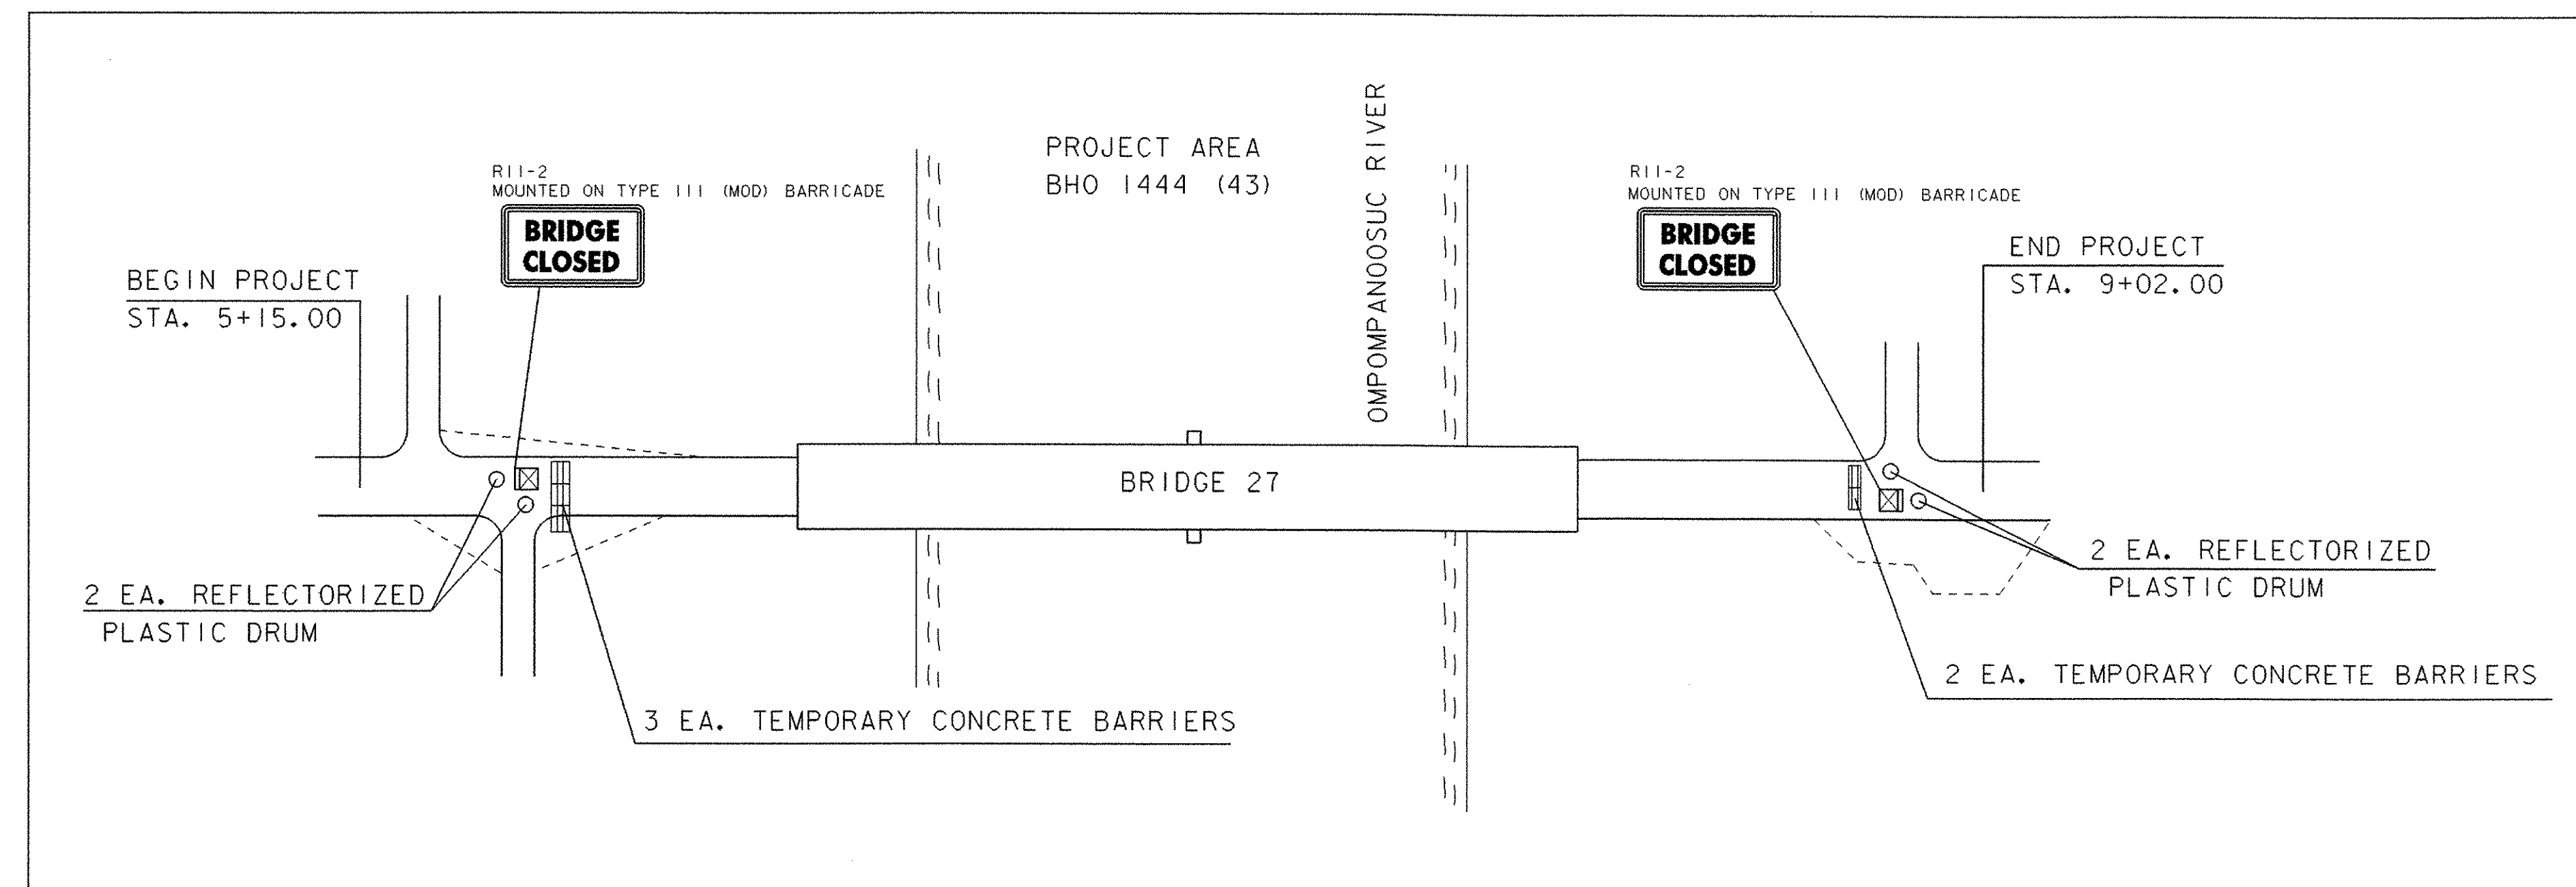 PROJECT AREA
BHO 1444 (43)
OMPOMPANOOSUC RIVER
R11-2
MOUNTED ON TYPE III (MOD) BARRICADE
BRIDGE
CLOSED
R11-2
MOUNTED ON TYPE III (MOD) BARRICADE
BRIDGE
CLOSED
BEGIN PROJECT
STA. 5+15.00
END PROJECT
STA. 9+02.00
BRIDGE 27
2 EA. REFLECTORIZED
PLASTIC DRUM
2 EA. REFLECTORIZED
PLASTIC DRUM
3 EA. TEMPORARY CONCRETE BARRIERS
2 EA. TEMPORARY CONCRETE BARRIERS